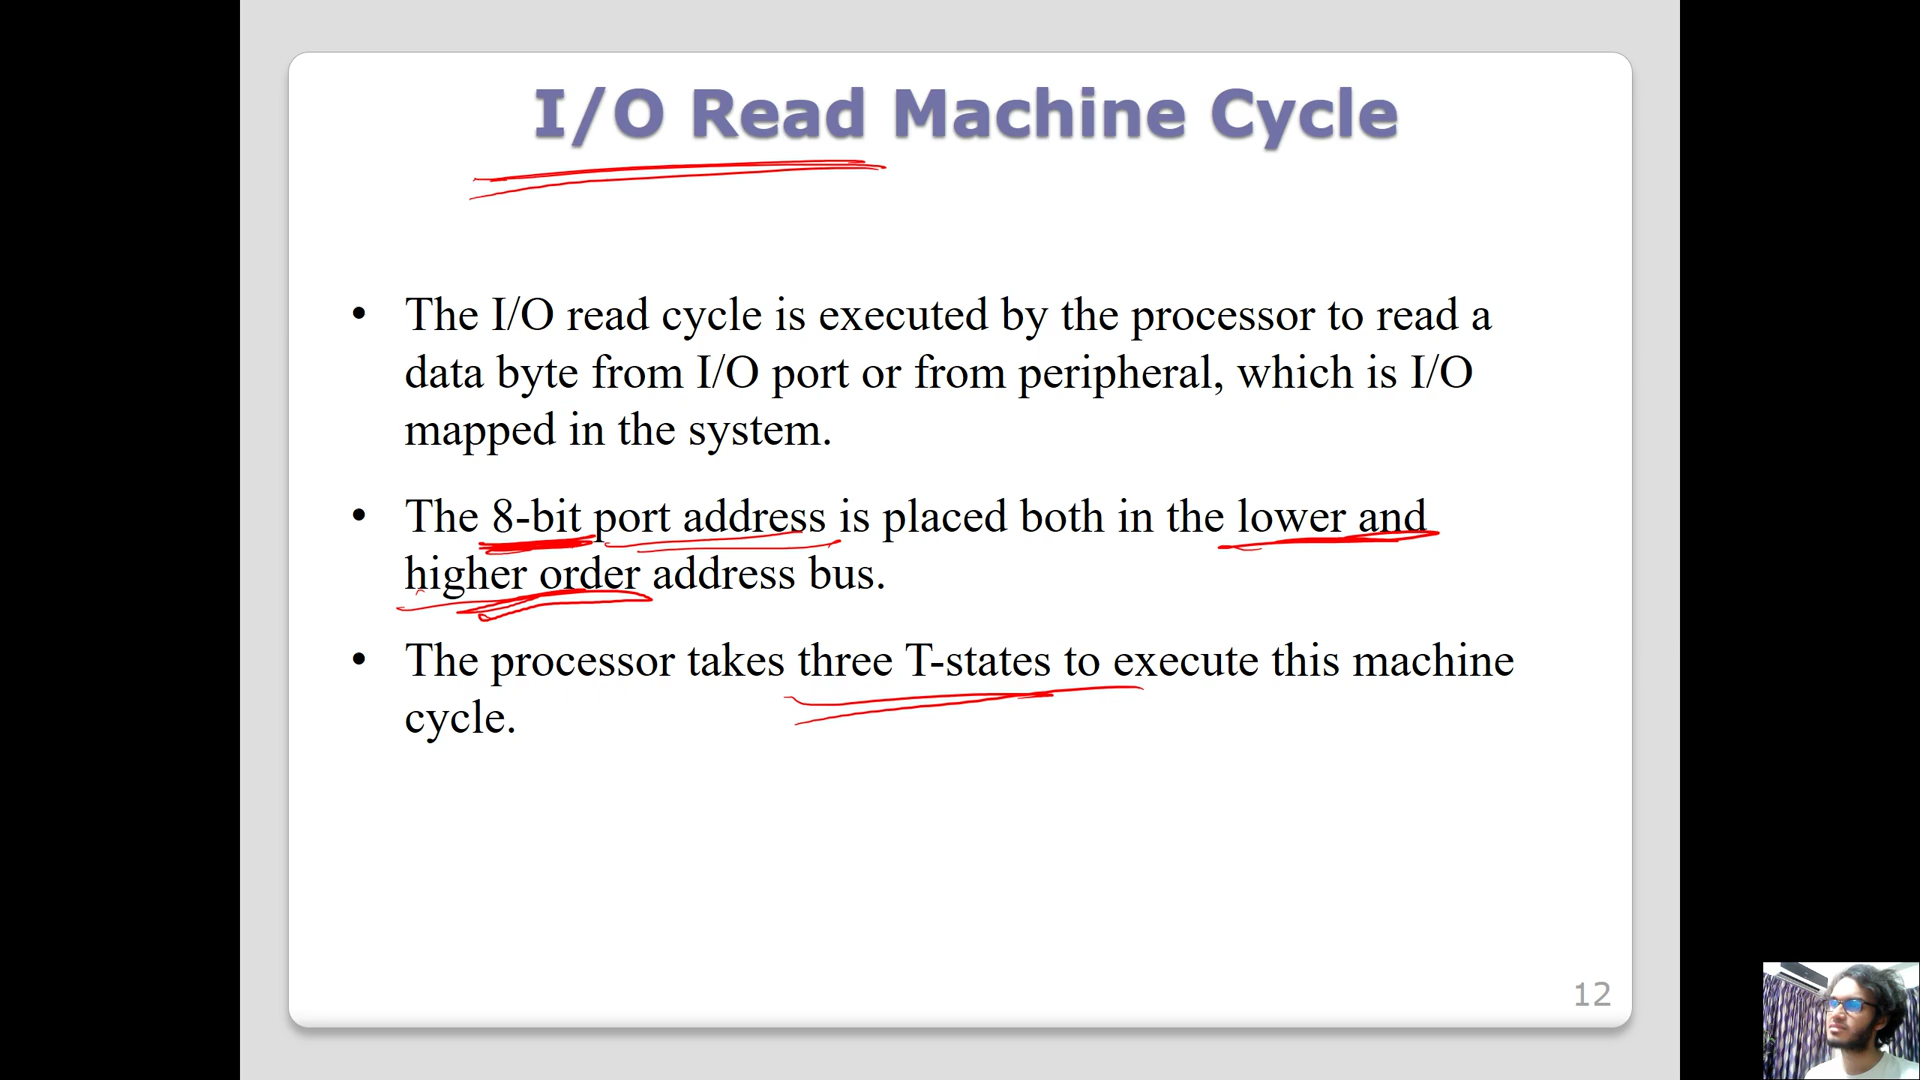 I/O Read Machine Cycle
• The I/O read cycle is executed by the processor to read a
data byte from I/O port or from peripheral, which is I/O
mapped in the system.
• The 8-bit port address is placed both in the lower and
higher order address bus.
• The processor takes three T-states to execute this machine
cycle.
12